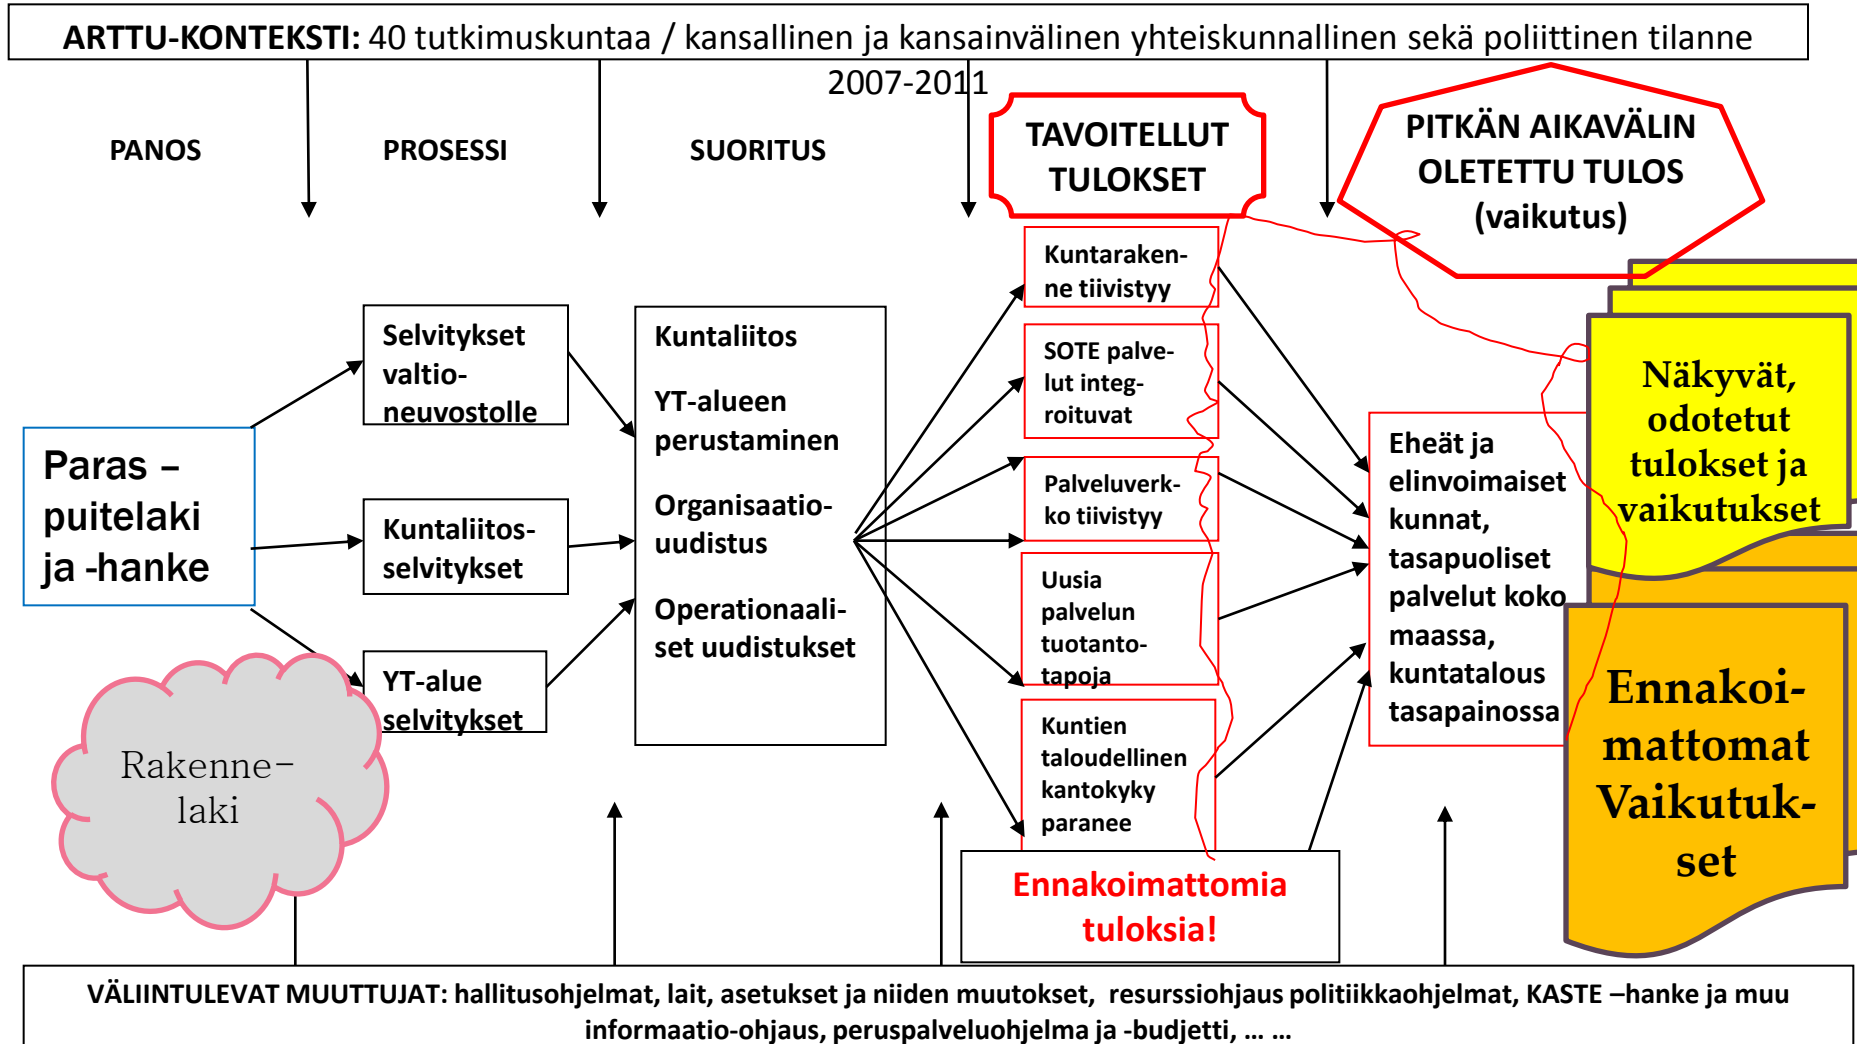 ARTTU-KONTEKSTI: 40 tutkimuskuntaa / kansallinen ja kansainvälinen yhteiskunnallinen sekä poliittinen tilanne
2007-2011
PANOS
PROSESSI
SUORITUS
TAVOITELLUT
TULOKSET
PITKÄN AIKAVÄLIN
OLETETTU TULOS
(vaikutus)
Paras –
puitelaki
ja -hanke
Rakenne-
laki
Selvitykset
valtio-
neuvostolle
Kuntaliitos-
selvitykset
YT-alue
selvitykset
Kuntaliitos
YT-alueen
perustaminen
Organisaatio-
uudistus
Operationaali-
set uudistukset
Kuntaraken-
ne tiivistyy
SOTE palve-
lut integ-
roituvat
Palveluverk-
ko tiivistyy
Uusia
palvelun
tuotanto-
tapoja
Kuntien
taloudellinen
kantokyky
paranee
Ennakoimattomia
tuloksia!
Eheät ja
elinvoimaiset
kunnat,
tasapuoliset
palvelut koko
maassa,
kuntatalous
tasapainossa
Näkyvät,
odotetut
tulokset ja
vaikutukset
Ennakoi-
mattomat
Vaikutuk-
set
VÄLIINTULEVAT MUUTTUJAT: hallitusohjelmat, lait, asetukset ja niiden muutokset, resurssiohjaus politiikkaohjelmat, KASTE –hanke ja muu
informaatio-ohjaus, peruspalveluohjelma ja -budjetti, ... ...